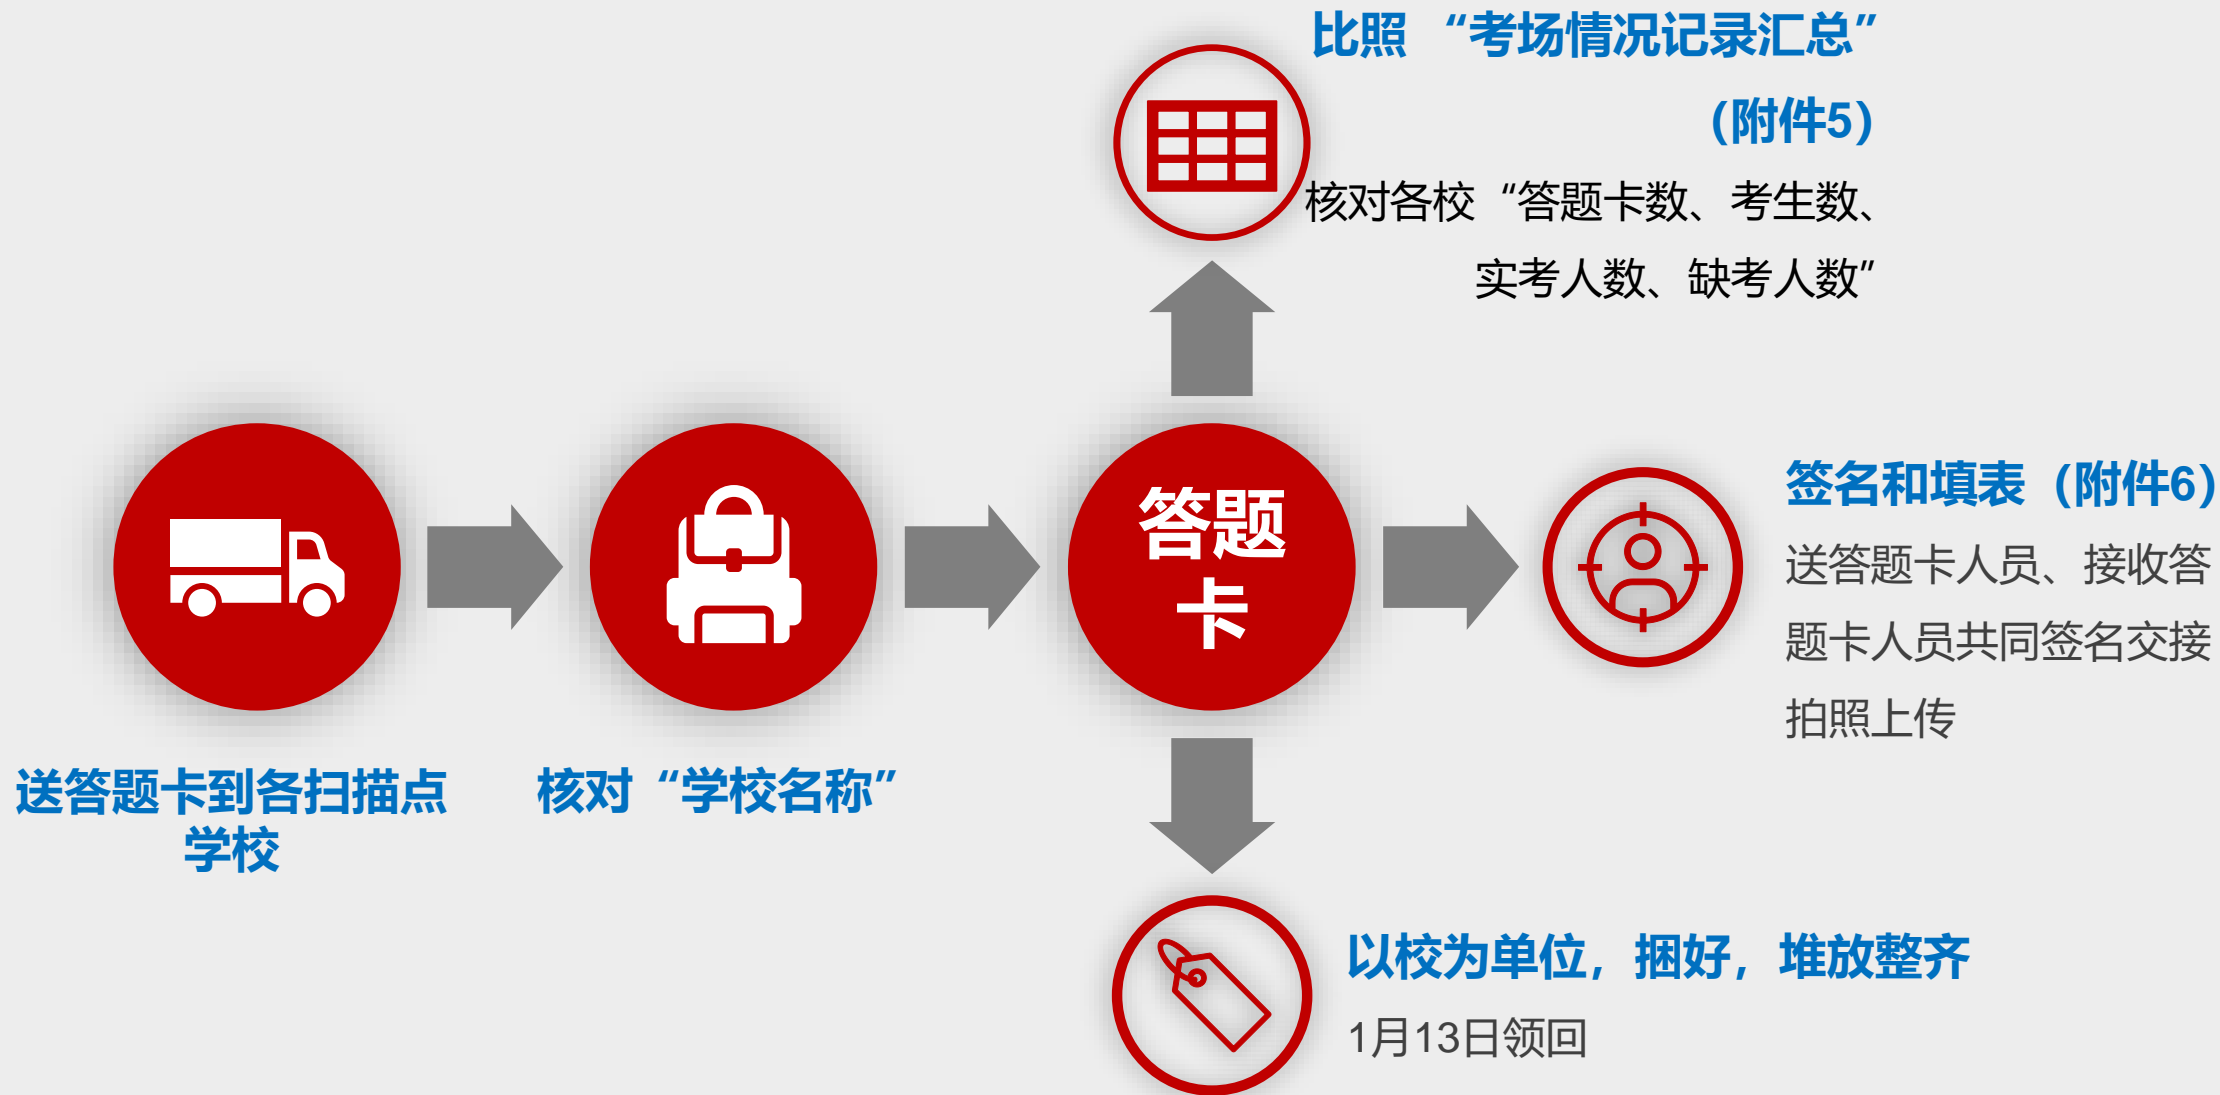 比照 “考场情况记录汇总”
（附件5）
核对各校 “答题卡数、考生数、
实考人数、缺考人数”
答题
卡
签名和填表（附件6）
送答题卡人员、接收答
题卡人员共同签名交接
拍照上传
送答题卡到各扫描点
学校
核对 “学校名称”
以校为单位，捆好，堆放整齐
1月13日领回